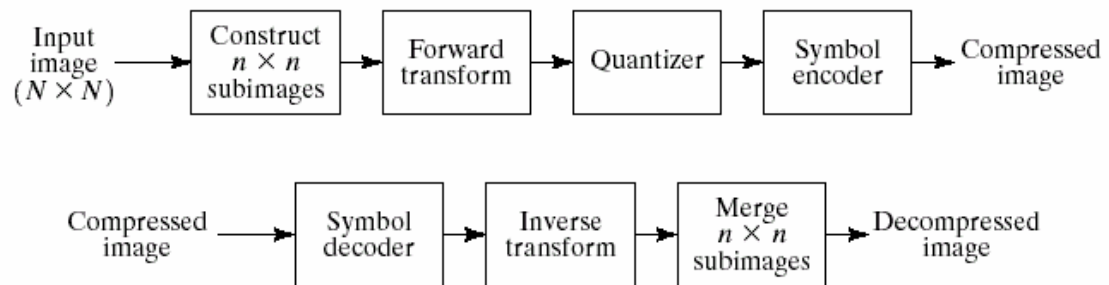 Input
image
(N × N)
Construct
n × n
subimages
Forward
transform
Quantizer
Symbol
encoder
Compressed
image
Compressed
image
Symbol
decoder
Inverse
transform
Merge
n × n
subimages
Decompressed
image